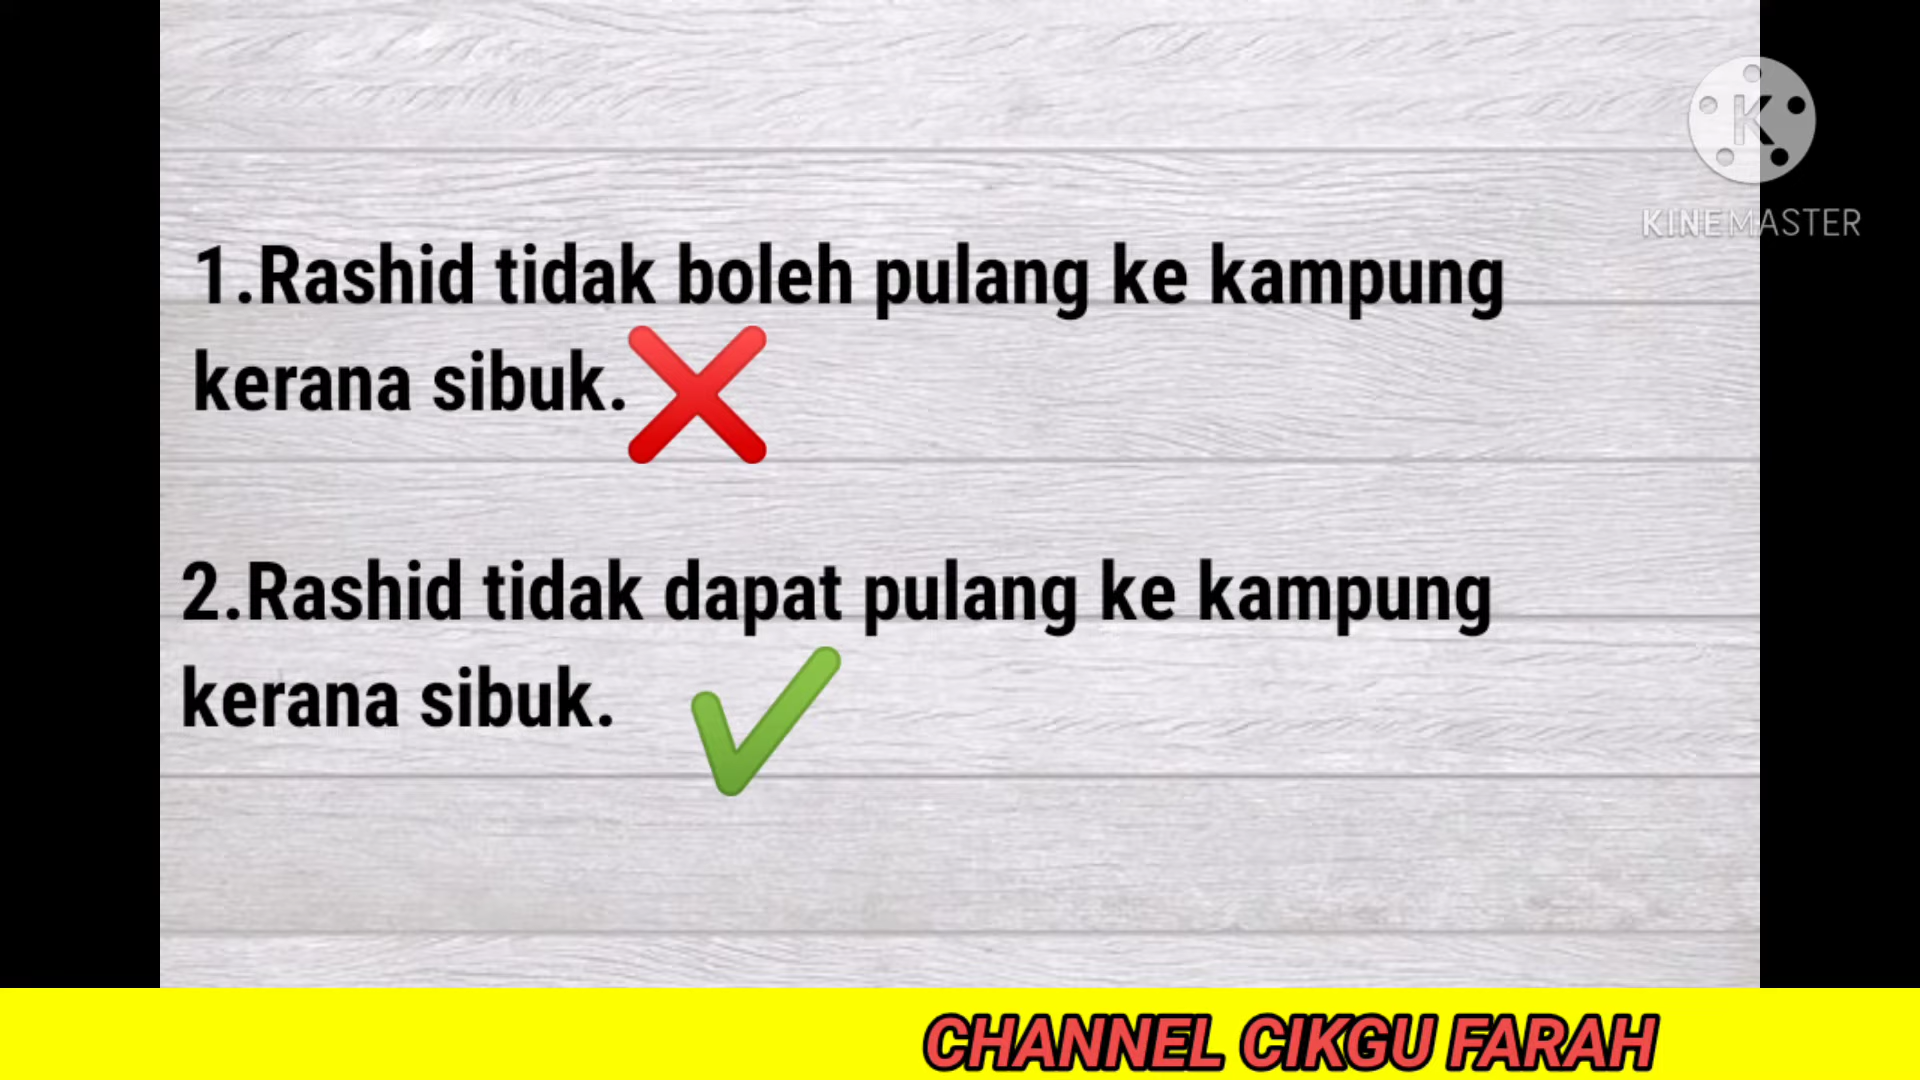 KINEMASTER
1.Rashid tidak boleh pulang ke kampung
kerana sibuk.
2.Rashid tidak dapat pulang ke kampung
kerana sibuk.
CHANNEL CIKGU FARAH